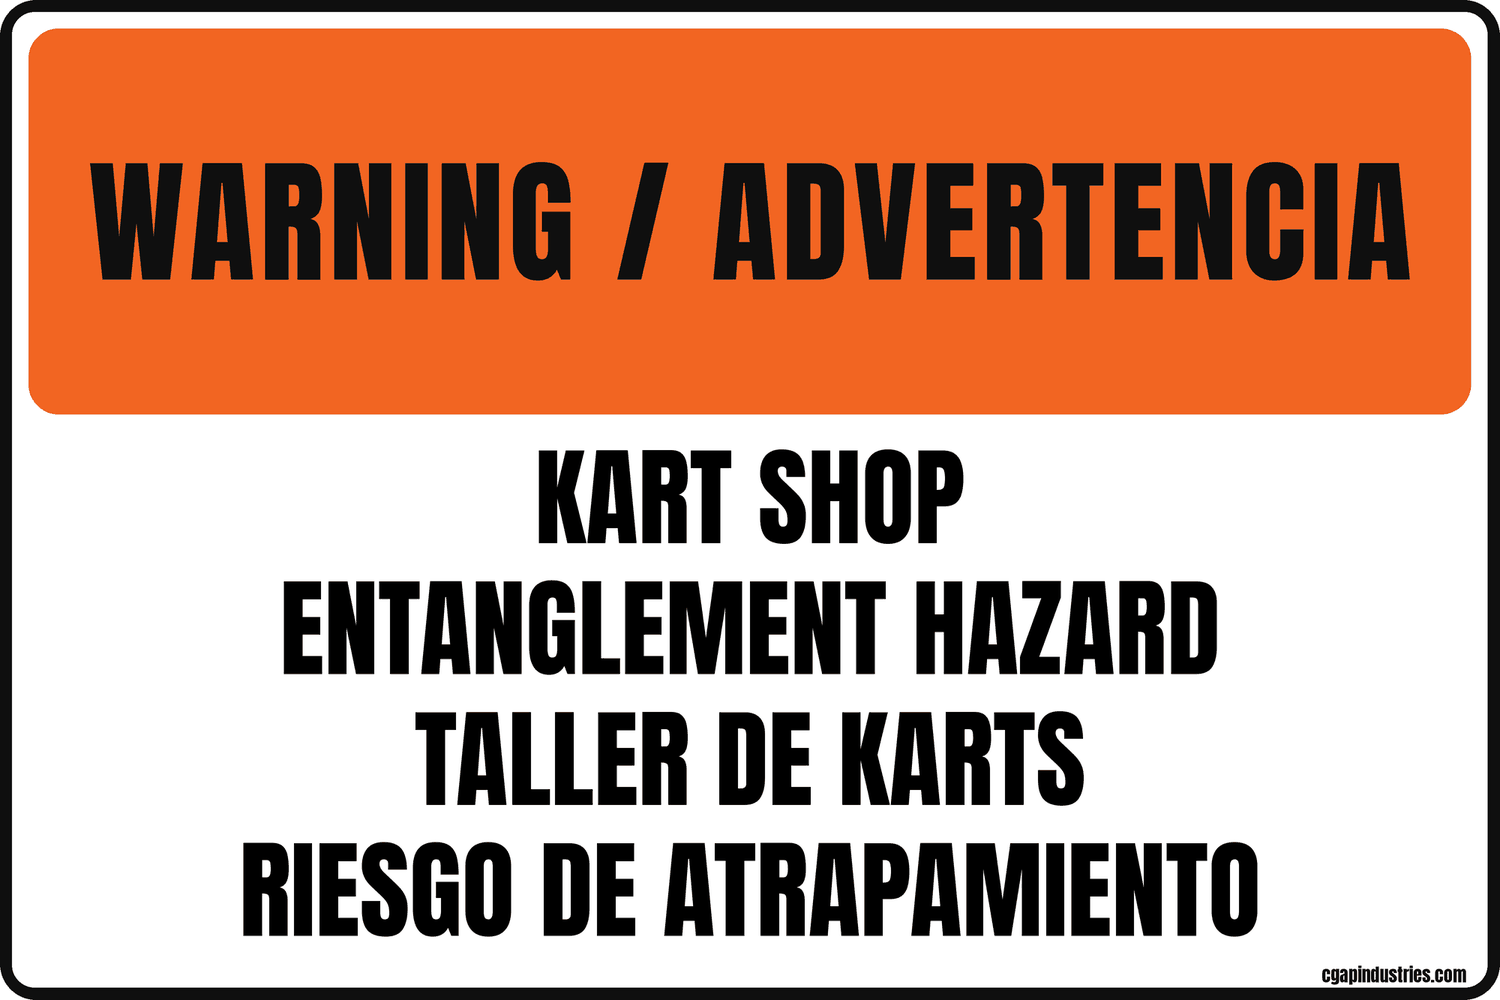 WARNING / ADVERTENCIA
KART SHOP
ENTANGLEMENT HAZARD
TALLER DE KARTS
RIESGO DE ATRAPAMIENTO
cgapindustries.com